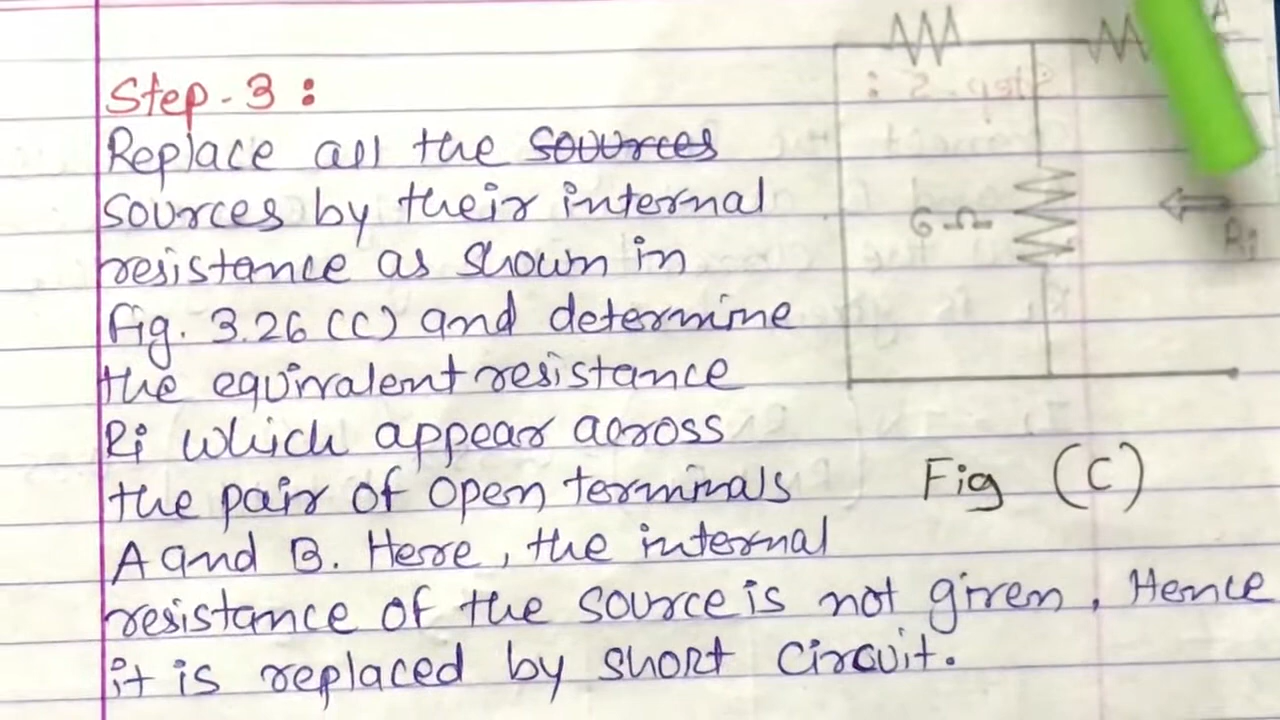 Step-3 :
Replace all the sources
sources by their internal
resistance as shown in
fig. 3.26 (C) and determine
the equivalent resistance
Ri which appear across
the pair of open terminals
A and B. Here, the internal
resistance of the source is not given, Hence
it is replaced by short circuit.
A
6-Ω
Ri
Fig (C)